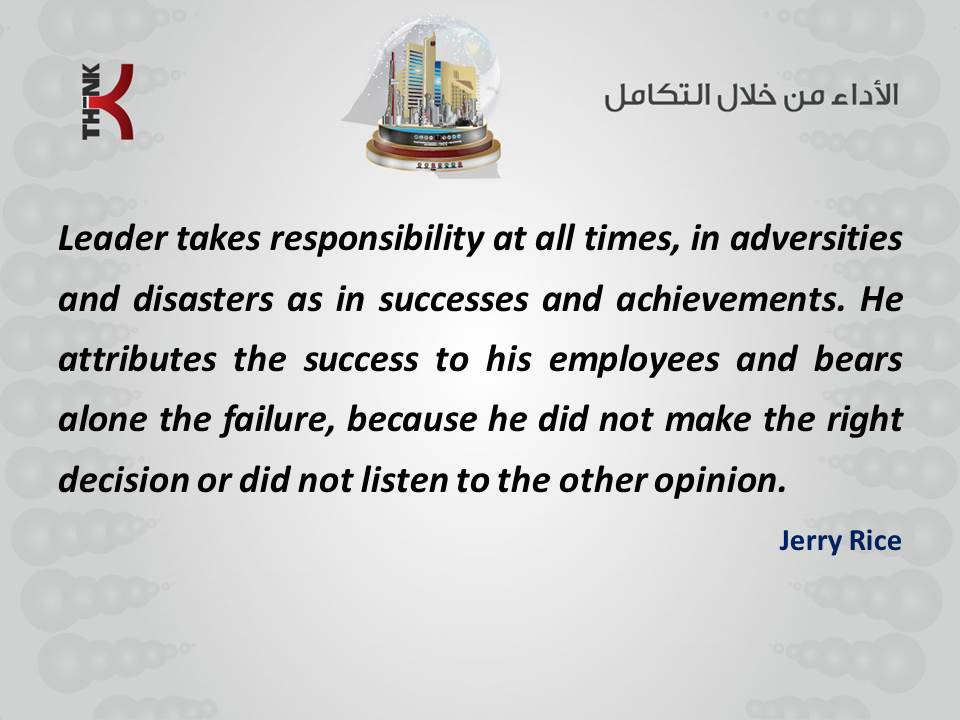 THINK
الأداء من خلال التكامل
Leader takes responsibility at all times, in adversities
and disasters as in successes and achievements. He
attributes the success to his employees and bears
alone the failure, because he did not make the right
decision or did not listen to the other opinion.
Jerry Rice